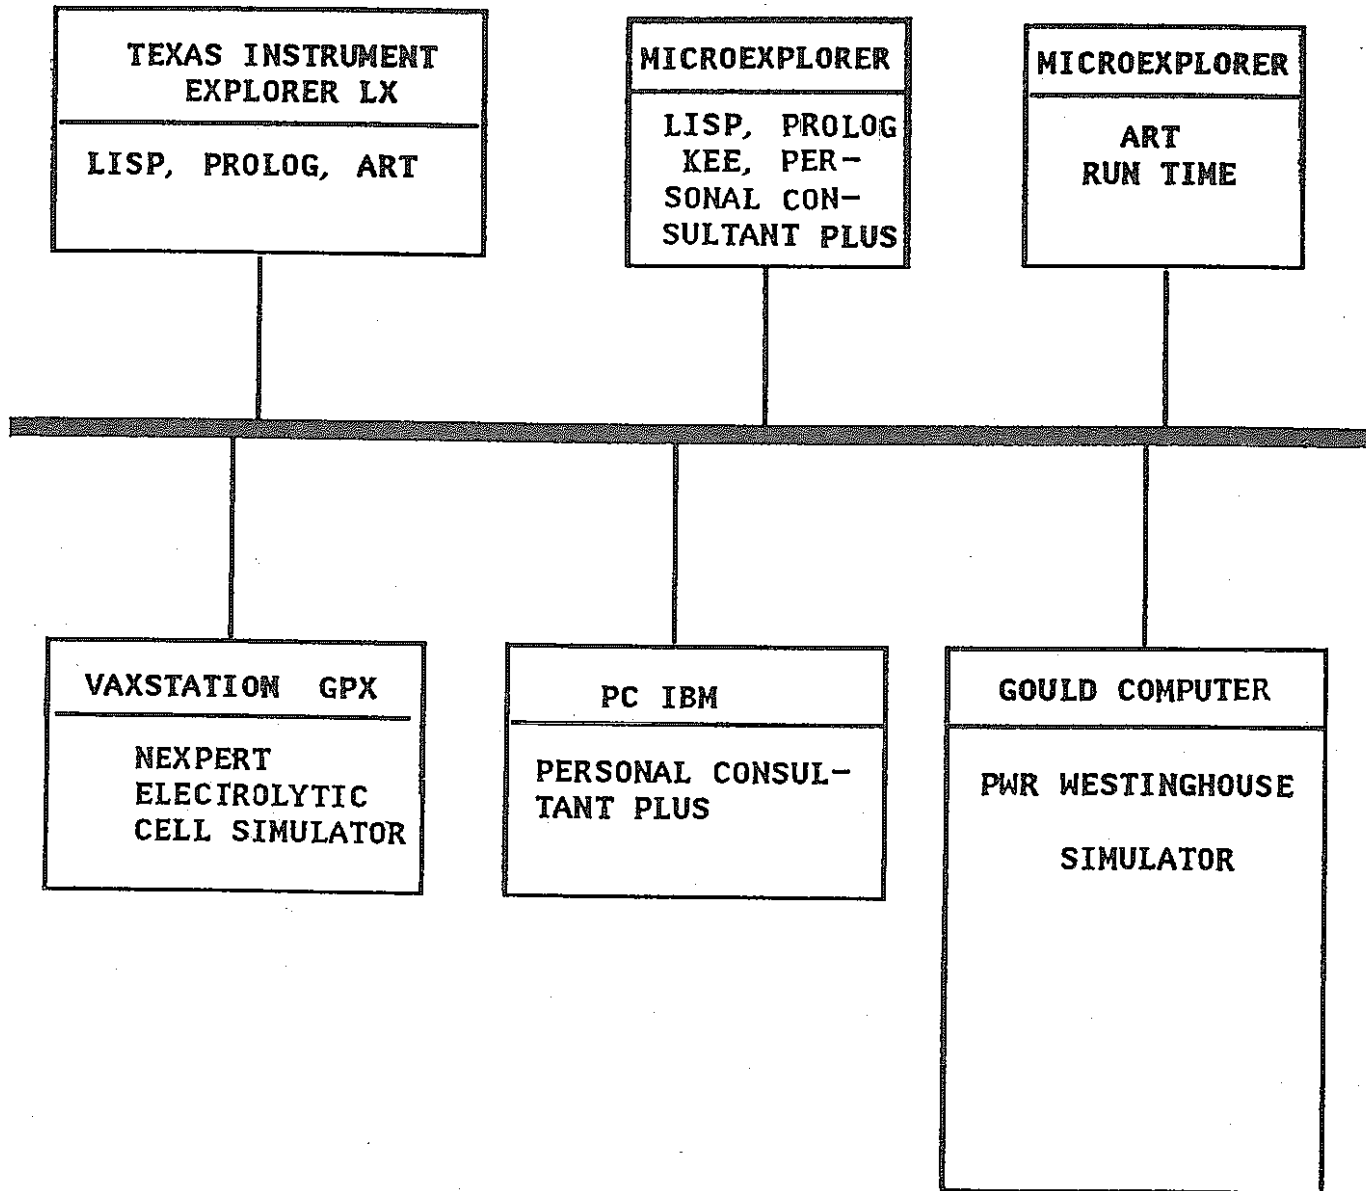 TEXAS INSTRUMENT
EXPLORER LX
LISP, PROLOG, ART
MICROEXPLORER
LISP, PROLOG
KEE, PER-
SONAL CON-
SULTANT PLUS
MICROEXPLORER
ART
RUN TIME
VAXSTATION GPX
NEXPERT
ELECTROLYTIC
CELL SIMULATOR
PC IBM
PERSONAL CONSUL-
TANT PLUS
GOULD COMPUTER
PWR WESTINGHOUSE
SIMULATOR